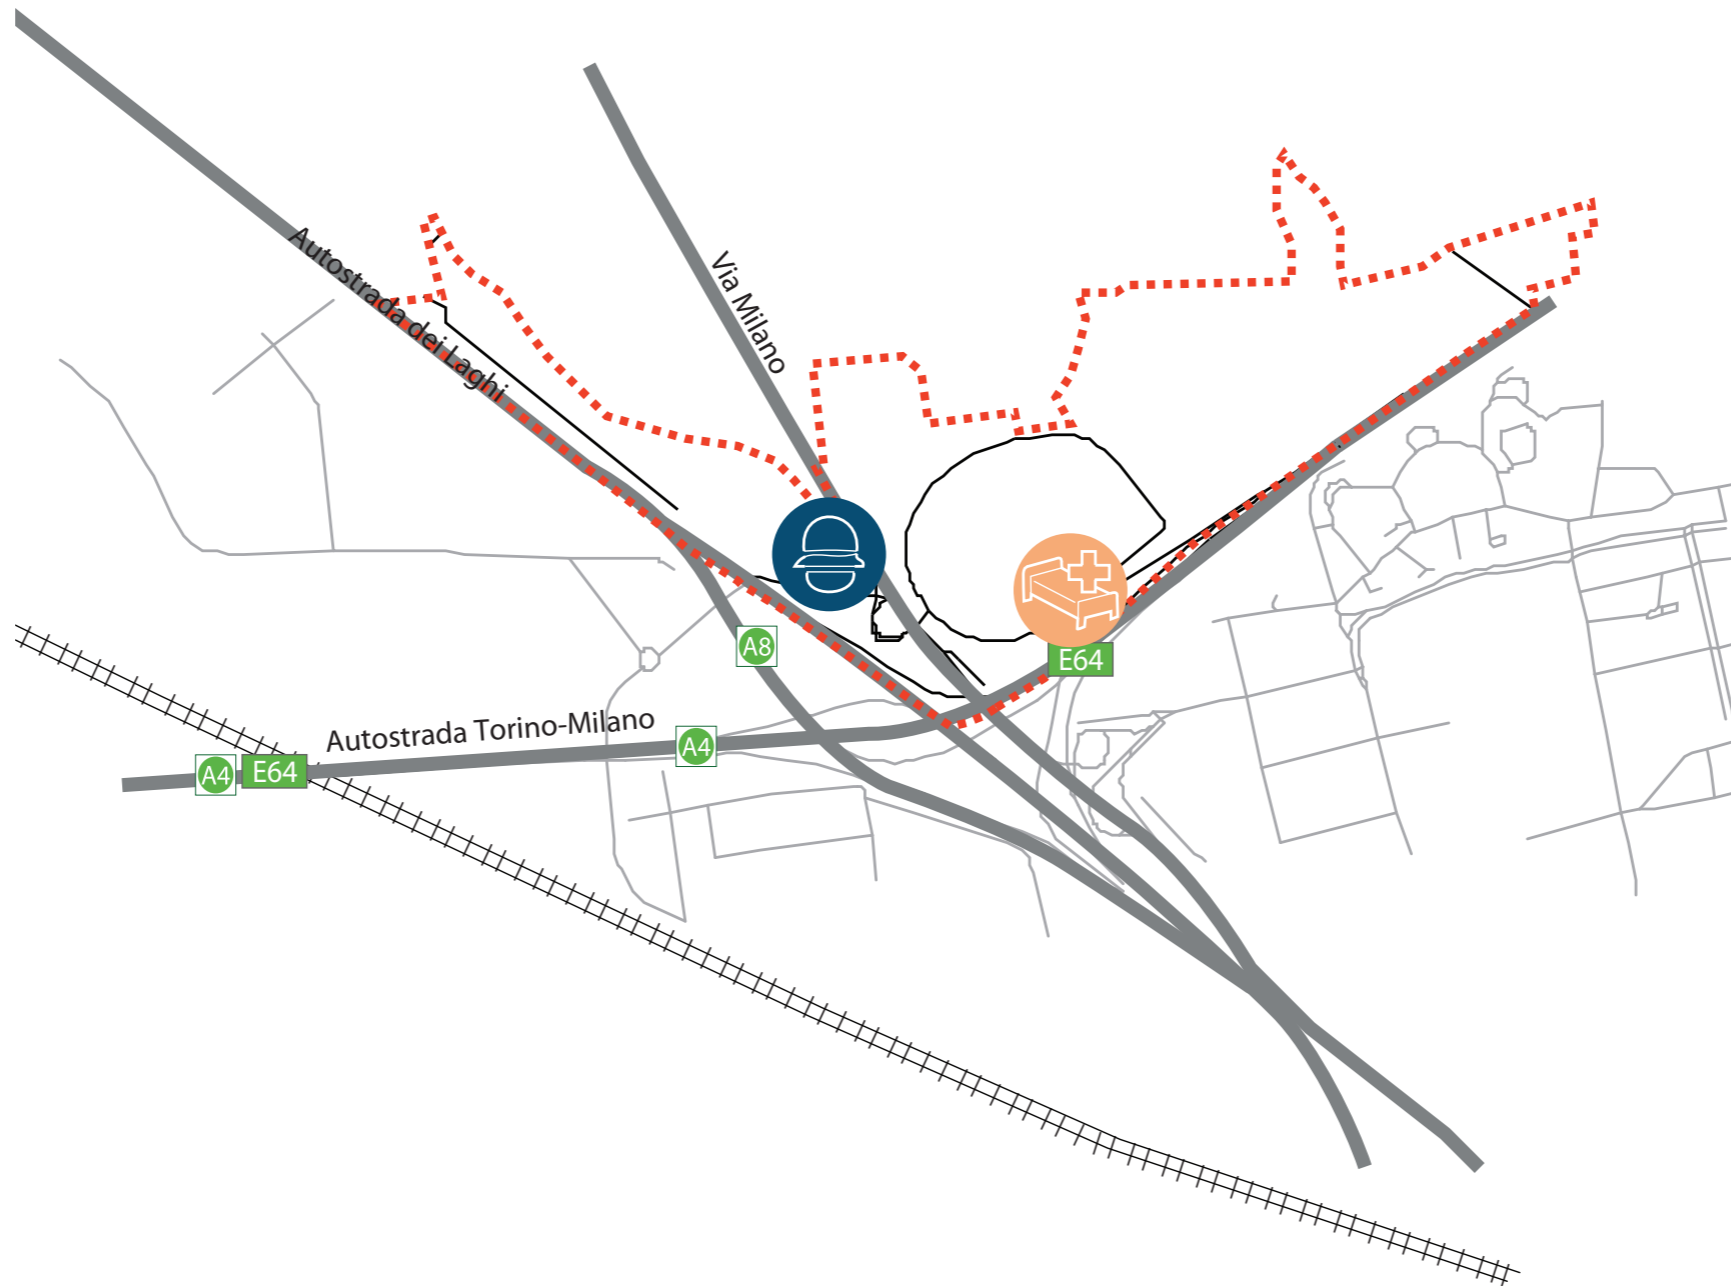 Autostrada dei Laghi
Via Milano
A8
E64
Autostrada Torino-Milano
A4
A4
E64